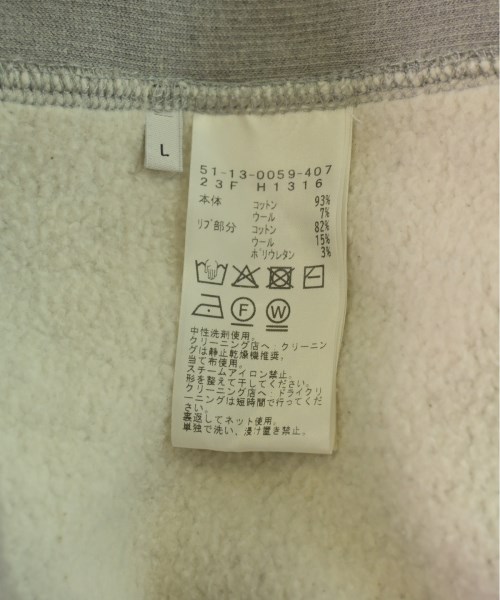 L
51-13-0059-407
23F H1316
本体 コットン 93%
ウール 7%
リブ部分 コットン 82%
ウール 15%
ポリウレタン 3%
F W
中性洗剤使用。
クリーニング店へ:クリーニン
グは静止乾燥機推奨。
当て布使用。
スチームアイロン禁止。
形を整えて干してください。
クリーニング店へ:ドライクリ
ーニングは短時間で行ってくだ
さい。
裏返してネット使用。
単独で洗い。浸け置き禁止。